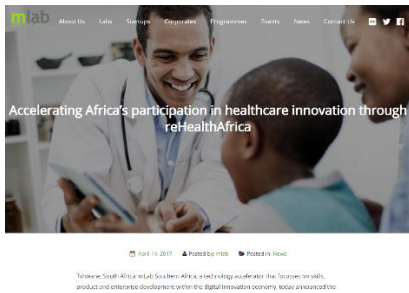 mlab
About Us Labs Startups Corporates Programmes Events News Contact Us
Accelerating Africa's participation in healthcare innovation through
reHealthAfrica
April 11, 2017 Posted by: mlab Posted in: News
Tshwane, South Africa: mLab Southern Africa, a technology accelerator that focusses on skills,
product and enterprise development within the digital innovation economy, today announced the